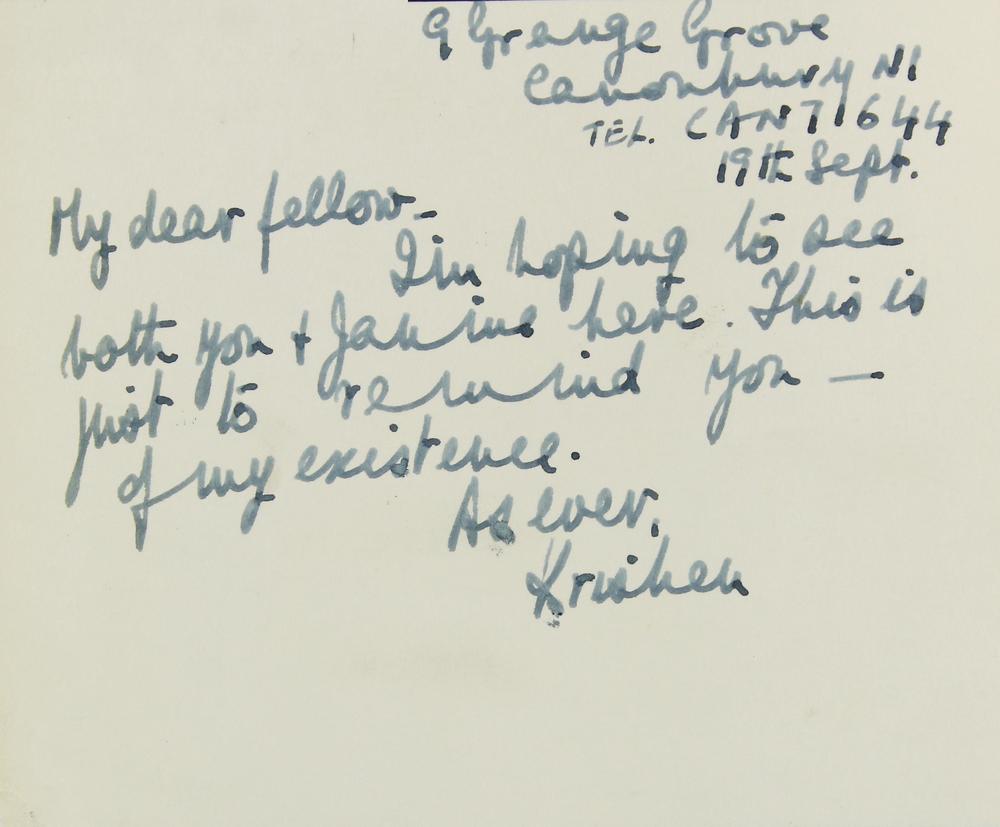 9 Grange Grove
Canonbury N1
TEL. CAN 71644
19th Sept.
My dear fellow -
I'm hoping to see
both you + Janine here. This is
just to remind you —
of my existence.
As ever,
Krishen